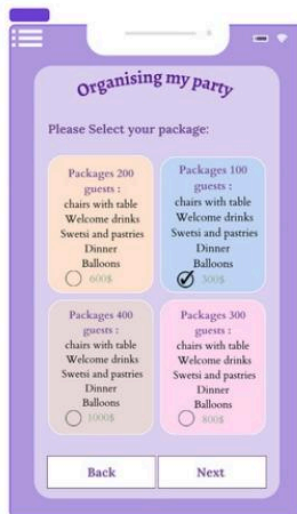 Organising my party
Please Select your package:
Packages 200
guests :
chairs with table
Welcome drinks
Swetsi and pastries
Dinner
Balloons
600$
Packages 100
guests :
chairs with table
Welcome drinks
Swetsi and pastries
Dinner
Balloons
300$
Packages 400
guests :
chairs with table
Welcome drinks
Swetsi and pastries
Dinner
Balloons
1000$
Packages 300
guests :
chairs with table
Welcome drinks
Swetsi and pastries
Dinner
Balloons
800$
Back
Next